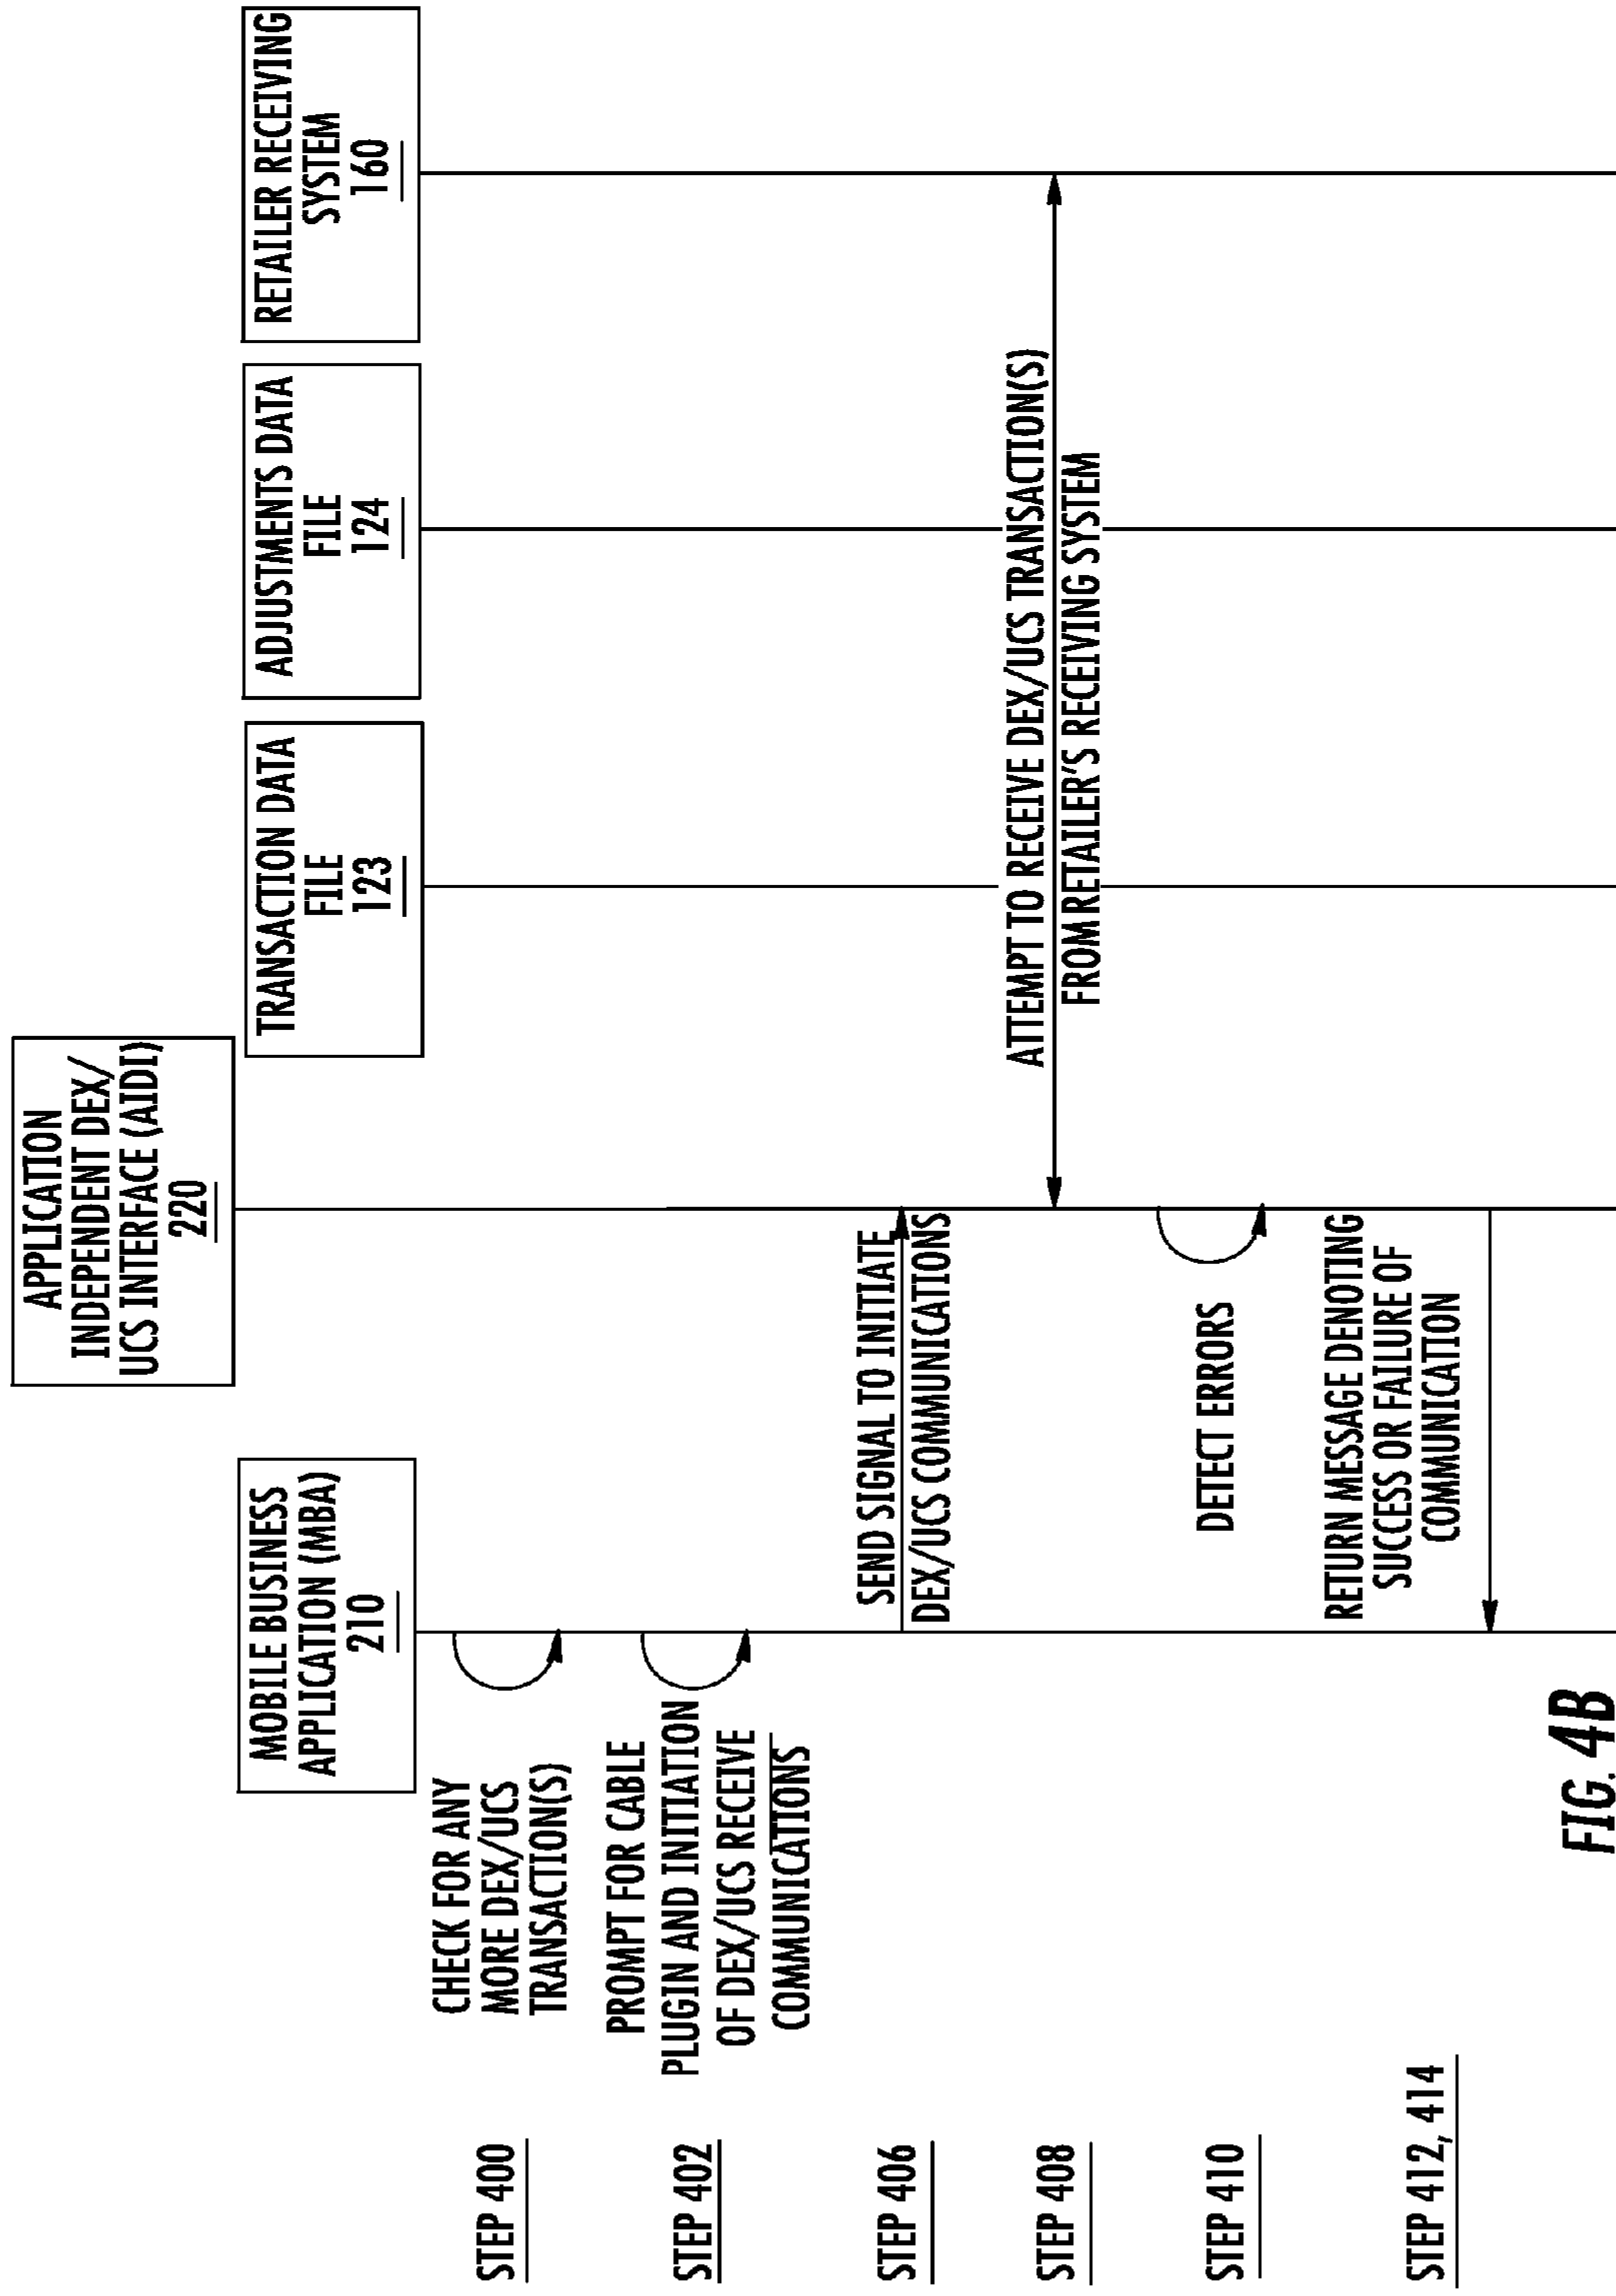 APPLICATION
INDEPENDENT DEX/
UCS INTERFACE (AIDI)
220
MOBILE BUSINESS
APPLICATION (MBA)
210
TRANSACTION DATA
FILE
123
ADJUSTMENTS DATA
FILE
124
RETAILER RECEIVING
SYSTEM
160
STEP 400
CHECK FOR ANY
MORE DEX/UCS
TRANSACTION(S)
STEP 402
PROMPT FOR CABLE
PLUGIN AND INITIATION
OF DEX/UCS RECEIVE
COMMUNICATIONS
STEP 406
SEND SIGNAL TO INITIATE
DEX/UCS COMMUNICATIONS
STEP 408
ATTEMPT TO RECEIVE DEX/UCS TRANSACTION(S)
FROM RETAILER'S RECEIVING SYSTEM
STEP 410
DETECT ERRORS
STEP 412, 414
RETURN MESSAGE DENOTING
SUCCESS OR FAILURE OF
COMMUNICATION
FIG. 4B